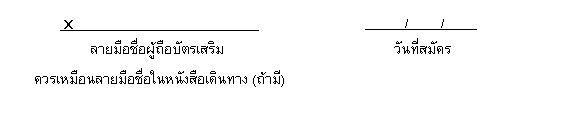 x / /
ลายมือชื่อผู้ถือบัตรเสริม วันที่สมัคร
ควรเหมือนลายมือชื่อในหนังสือเดินทาง (ถ้ามี)